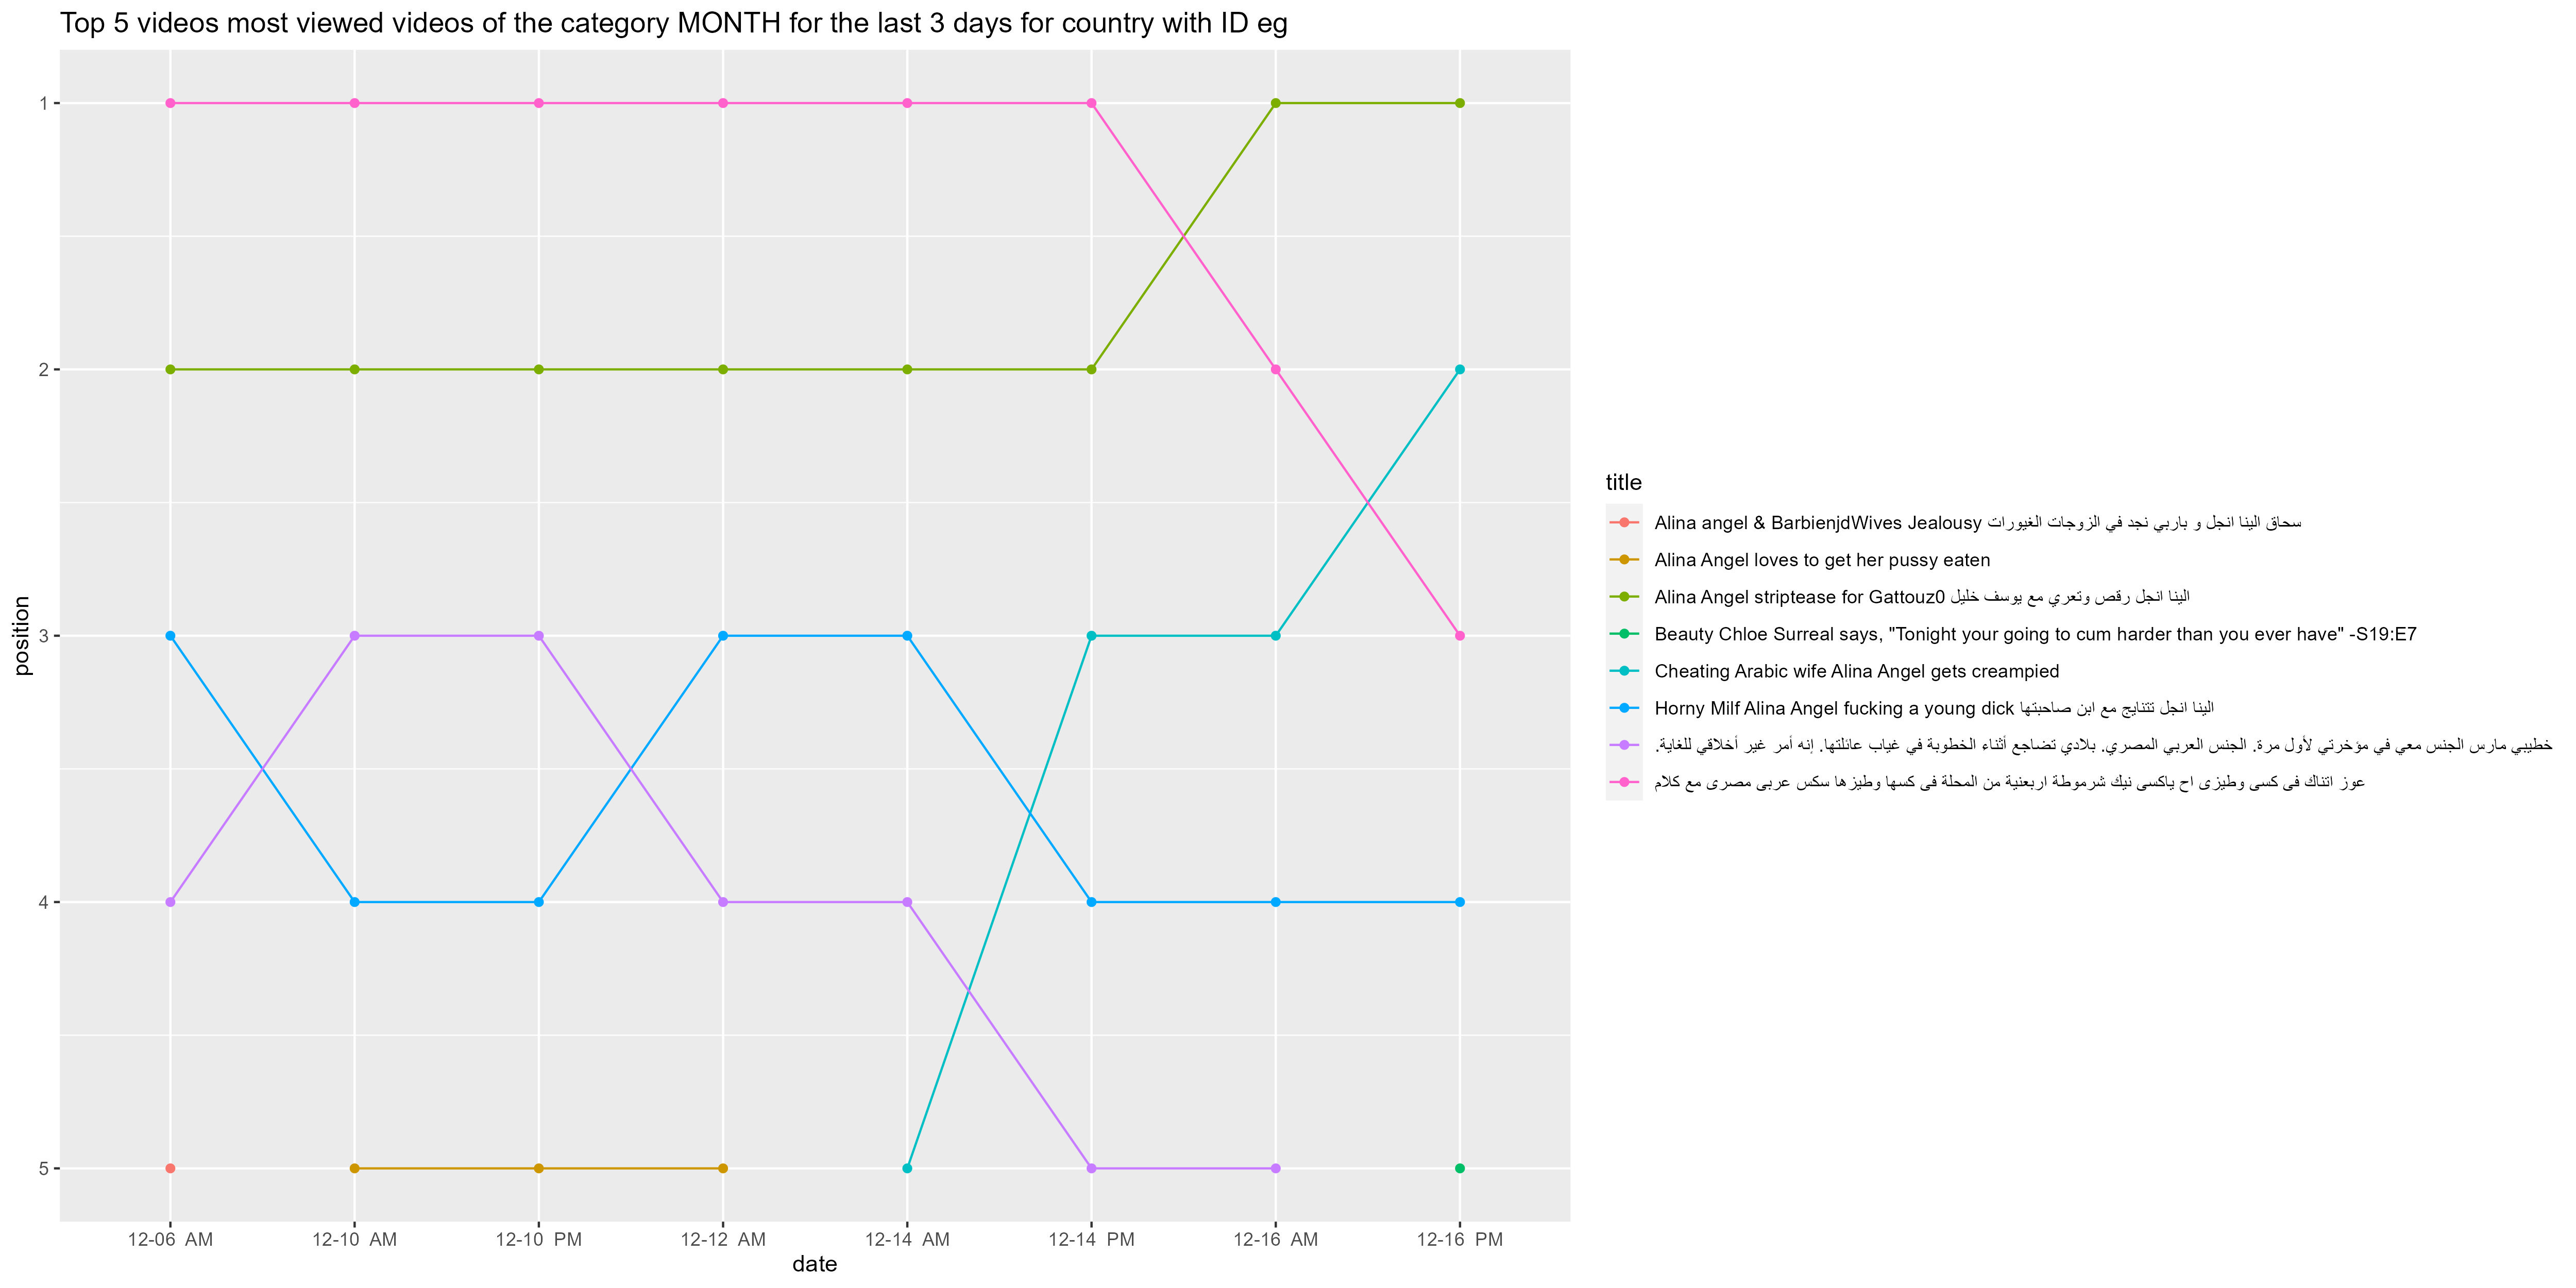 Top 5 videos most viewed videos of the category MONTH for the last 3 days for country with ID eg
1
2
3
4
5
position
12-06 AM
12-10 AM
12-10 PM
12-12 AM
12-14 AM
12-14 PM
12-16 AM
12-16 PM
date
title
Alina angel & BarbienjdWives Jealousy سحاق الينا انجل و باربي نجد في الزوجات الغيورات
Alina Angel loves to get her pussy eaten
Alina Angel striptease for Gattouz0 الينا انجل رقص وتعري مع يوسف خليل
Beauty Chloe Surreal says, "Tonight your going to cum harder than you ever have" -S19:E7
Cheating Arabic wife Alina Angel gets creampied
Horny Milf Alina Angel fucking a young dick الينا انجل تتنايج مع ابن صاحبتها
خطيبي مارس الجنس معي في مؤخرتي لأول مرة. الجنس العربي المصري. بلادي تضاجع أثناء الخطوبة في غياب عائلتها. إنه أمر غير أخلاقي للغاية.
عوز اتناك فى كسى وطيزى اح ياكسى نيك شرموطة اربعنية من المحلة فى كسها وطيزها سكس عربى مصرى مع كلام